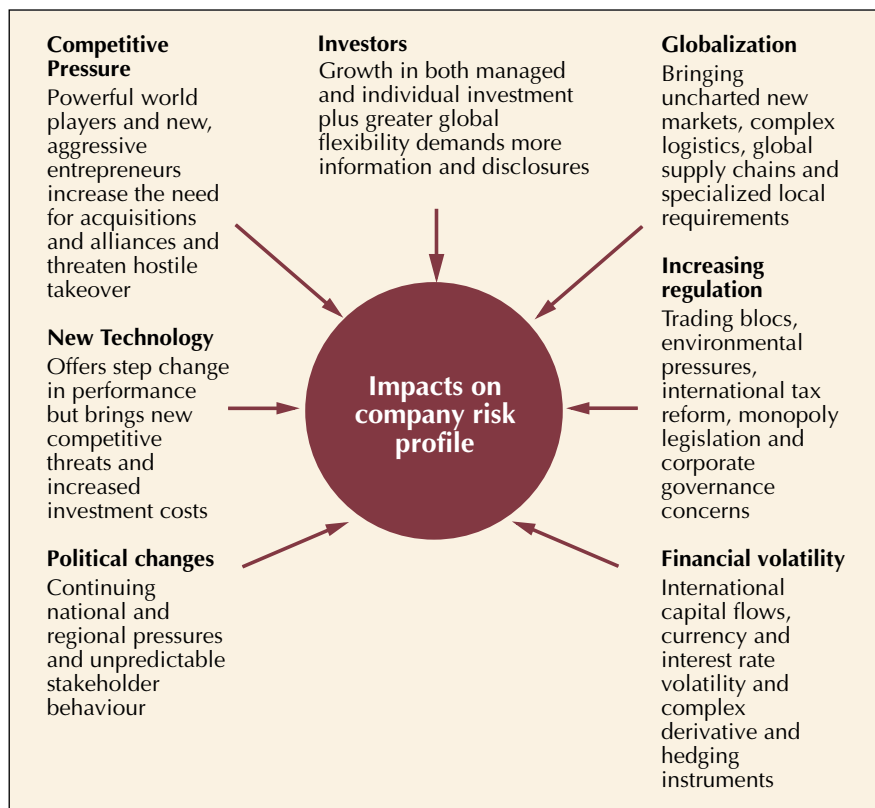 Competitive
Pressure
Powerful world
players and new,
aggressive
entrepreneurs
increase the need
for acquisitions
and alliances and
threaten hostile
takeover
Investors
Growth in both managed
and individual investment
plus greater global
flexibility demands more
information and disclosures
Globalization
Bringing
uncharted new
markets, complex
logistics, global
supply chains and
specialized local
requirements
New Technology
Offers step change
in performance
but brings new
competitive
threats and
increased
investment costs
Impacts on
company risk
profile
Increasing
regulation
Trading blocs,
environmental
pressures,
international tax
reform, monopoly
legislation and
corporate
governance
concerns
Political changes
Continuing
national and
regional pressures
and unpredictable
stakeholder
behaviour
Financial volatility
International
capital flows,
currency and
interest rate
volatility and
complex
derivative and
hedging
instruments